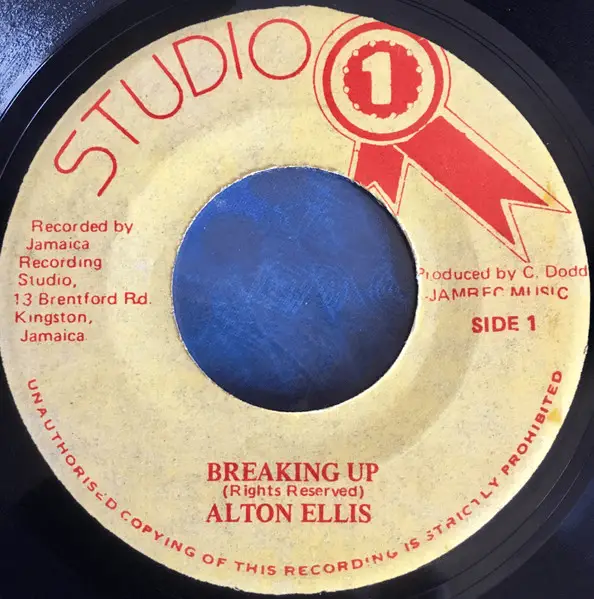 STUDIO 1
Recorded by
Jamaica
Recording
Studio,
13 Brentford Rd.
Kingston,
Jamaica
Produced by C. Dodd
JAMREC MUSIC
SIDE 1
BREAKING UP
(Rights Reserved)
ALTON ELLIS
UNAUTHORISED COPYING OF THIS RECORDING IS STRICTLY PROHIBITED